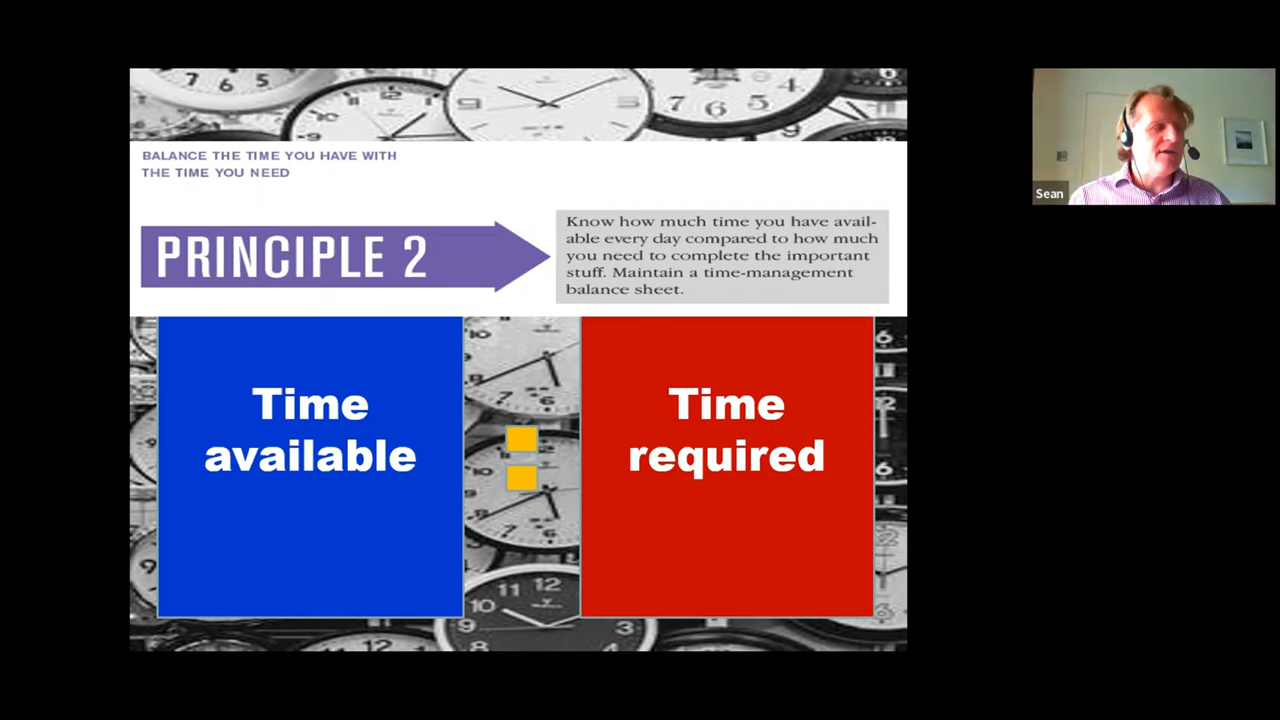 BALANCE THE TIME YOU HAVE WITH
THE TIME YOU NEED
PRINCIPLE 2
Know how much time you have avail-
able every day compared to how much
you need to complete the important
stuff. Maintain a time-management
balance sheet.
Time
available
Time
required
Sean